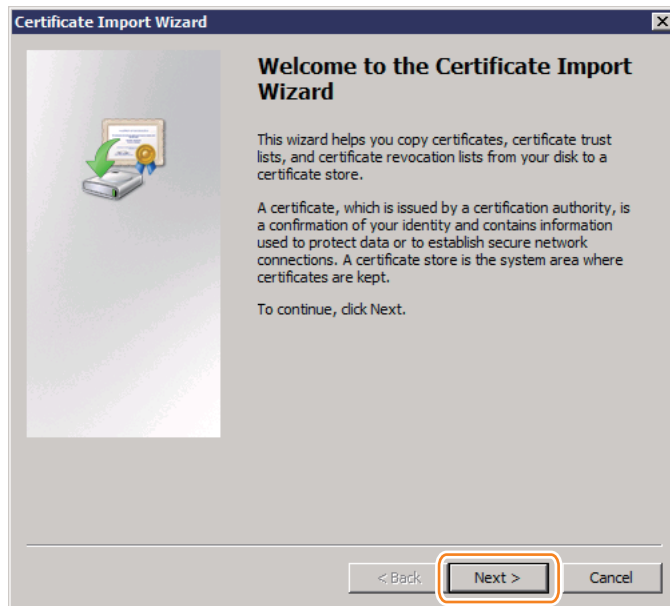 Certificate Import Wizard
Welcome to the Certificate Import
Wizard
This wizard helps you copy certificates, certificate trust
lists, and certificate revocation lists from your disk to a
certificate store.
A certificate, which is issued by a certification authority, is
a confirmation of your identity and contains information
used to protect data or to establish secure network
connections. A certificate store is the system area where
certificates are kept.
To continue, click Next.
< Back
Next >
Cancel